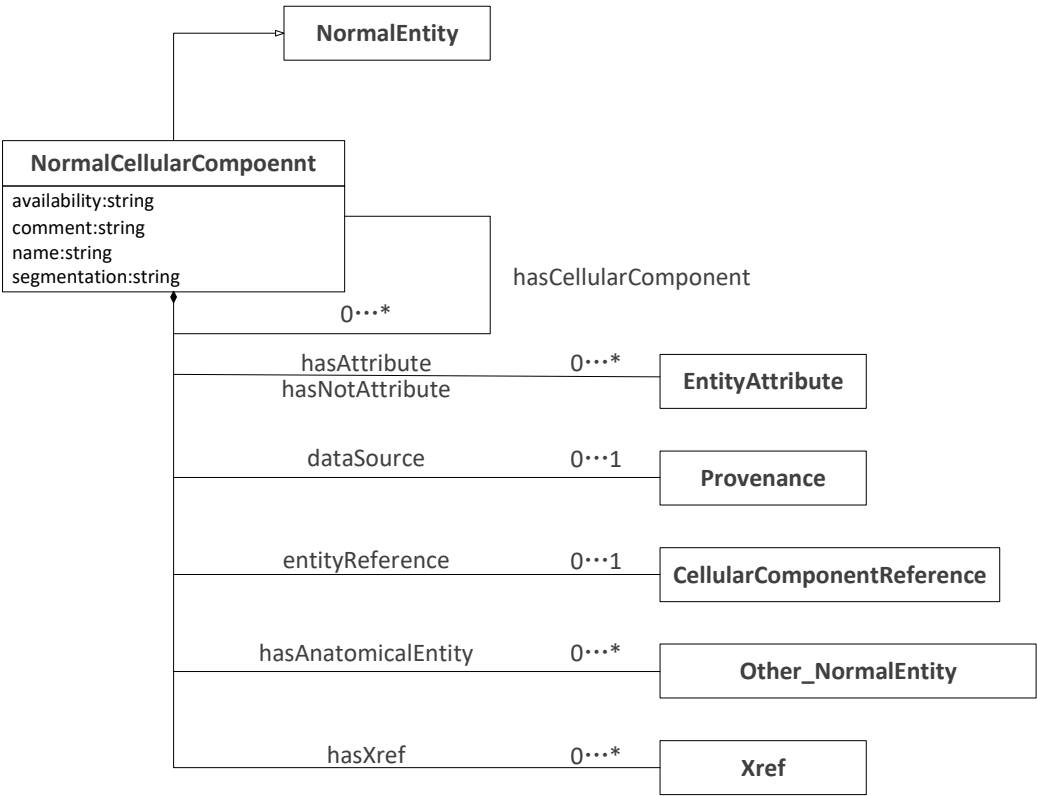 NormalEntity
NormalCellularCompoennt
availability:string
comment:string
name:string
segmentation:string
hasCellularComponent
0···*
hasAttribute 0···*
hasNotAttribute
EntityAttribute
dataSource 0···1
Provenance
entityReference 0···1
CellularComponentReference
hasAnatomicalEntity 0···*
Other_NormalEntity
hasXref 0···*
Xref